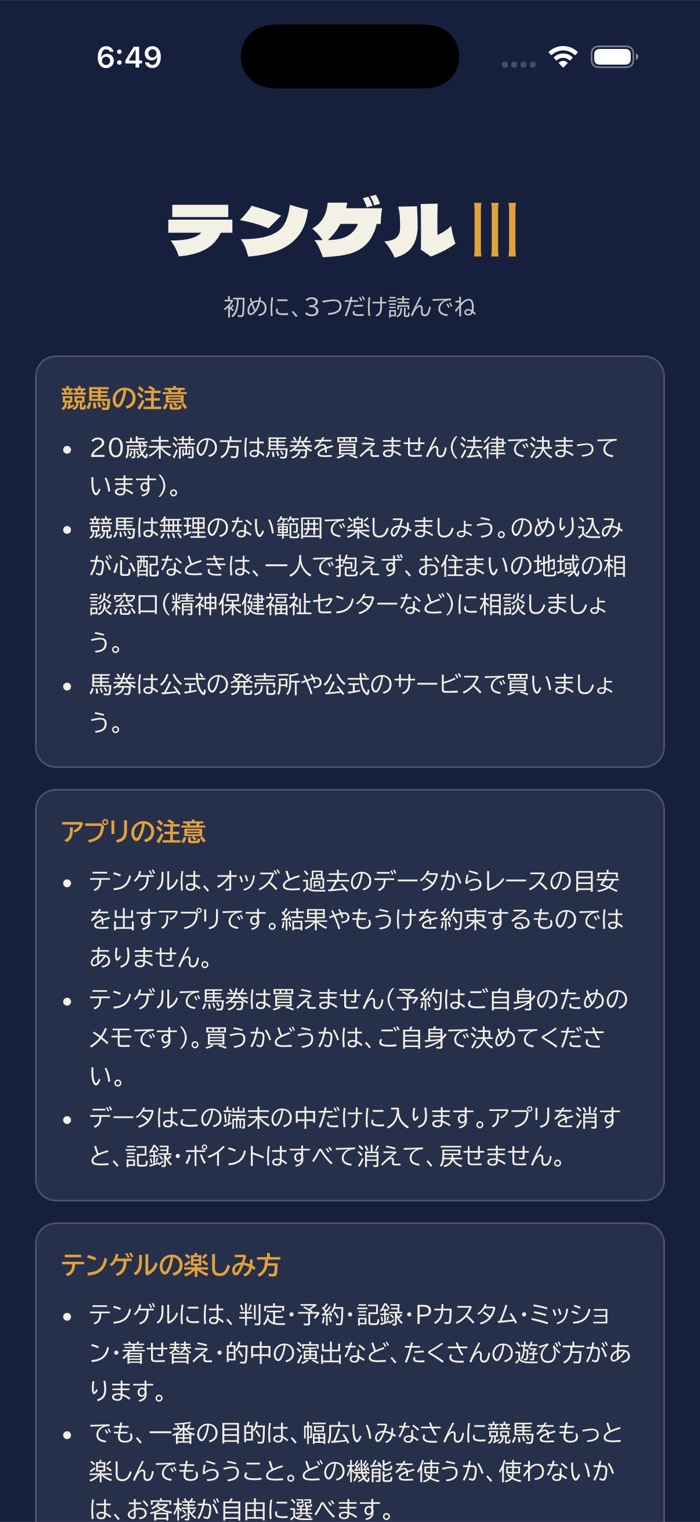 6:49
テンゲル
初めに、3つだけ読んでね
競馬の注意
• 20歳未満の方は馬券を買えません(法律で決まって
います)。
• 競馬は無理のない範囲で楽しみましょう。のめり込み
が心配なときは、一人で抱えず、お住まいの地域の相
談窓口(精神保健福祉センターなど)に相談しましょ
う。
• 馬券は公式の発売所や公式のサービスで買いましょ
う。
アプリの注意
• テンゲルは、オッズと過去のデータからレースの目安
を出すアプリです。結果やもうけを約束するものでは
ありません。
• テンゲルで馬券は買えません(予約はご自身のための
メモです)。買うかどうかは、ご自身で決めてくださ
い。
• データはこの端末の中だけに入ります。アプリを消す
と、記録・ポイントはすべて消えて、戻せません。
テンゲルの楽しみ方
• テンゲルには、判定・予約・記録・Pカスタム・ミッショ
ン・着せ替え・的中の演出など、たくさんの遊び方があ
ります。
• でも、一番の目的は、幅広いみなさんに競馬をもっと
楽しんでもらうこと。どの機能を使うか、使わないか
は、お客様が自由に選べます。